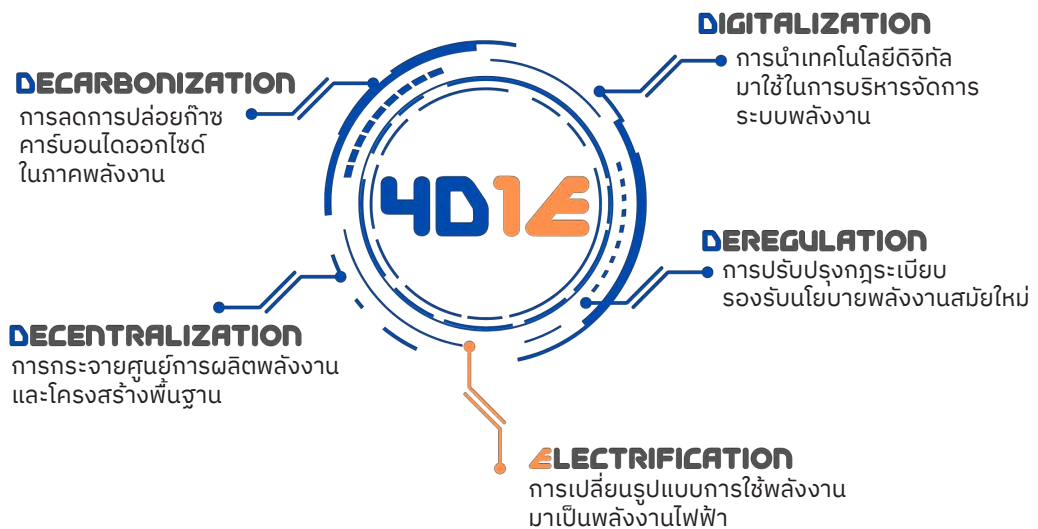 DIGITALIZATION
การนำเทคโนโลยีดิจิทัล
มาใช้ในการบริหารจัดการ
ระบบพลังงาน
DECARBONIZATION
การลดการปล่อยก๊าซ
คาร์บอนไดออกไซด์
ในภาคพลังงาน
4D1E
DEREGULATION
การปรับปรุงกฎระเบียบ
รองรับนโยบายพลังงานสมัยใหม่
DECENTRALIZATION
การกระจายศูนย์การผลิตพลังงาน
และโครงสร้างพื้นฐาน
ELECTRIFICATION
การเปลี่ยนรูปแบบการใช้พลังงาน
มาเป็นพลังงานไฟฟ้า